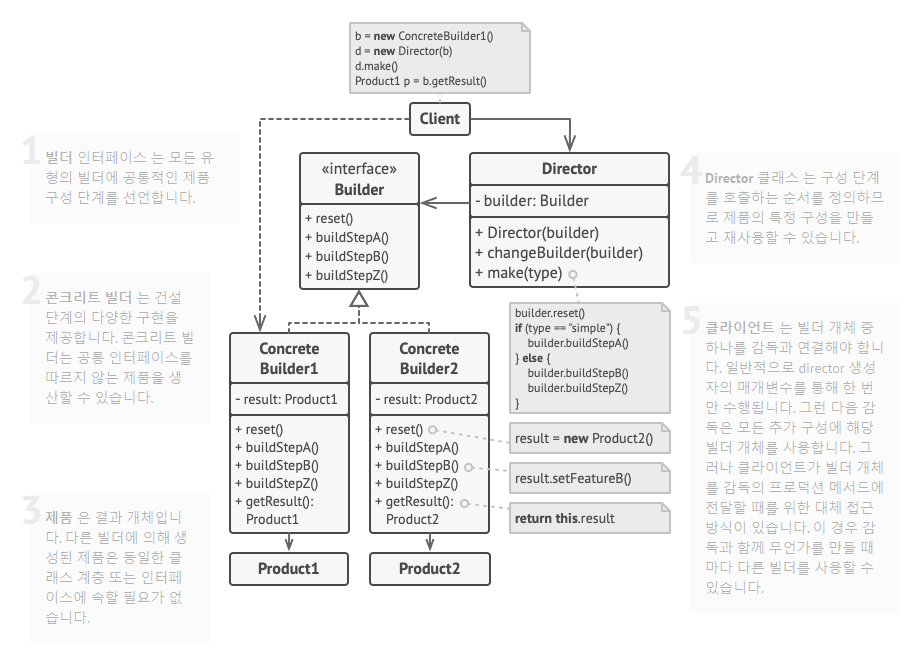 b = new ConcreteBuilder1()
d = new Director(b)
d.make()
Product1 p = b.getResult()
Client
1
빌더 인터페이스 는 모든 유
형의 빌더에 공통적인 제품
구성 단계를 선언합니다.
«interface»
Builder
+ reset()
+ buildStepA()
+ buildStepB()
+ buildStepZ()
Director
- builder: Builder
+ Director(builder)
+ changeBuilder(builder)
+ make(type)
4
Director 클래스 는 구성 단계
를 호출하는 순서를 정의하므
로 제품의 특정 구성을 만들
고 재사용할 수 있습니다.
2
콘크리트 빌더 는 건설
단계의 다양한 구현을
제공합니다. 콘크리트 빌
더는 공통 인터페이스를
따르지 않는 제품을 생
산할 수 있습니다.
builder.reset()
if (type == "simple") {
builder.buildStepA()
} else {
builder.buildStepB()
builder.buildStepZ()
}
5
클라이언트 는 빌더 개체 중
하나를 감독과 연결해야 합니
다. 일반적으로 director 생성
자의 매개변수를 통해 한 번
만 수행됩니다. 그런 다음 감
독은 모든 추가 구성에 해당
빌더 개체를 사용합니다. 그
러나 클라이언트가 빌더 개체
를 감독의 프로덕션 메서드에
전달할 때를 위한 대체 접근
방식이 있습니다. 이 경우 감
독과 함께 무언가를 만들 때
마다 다른 빌더를 사용할 수
있습니다.
Concrete
Builder1
- result: Product1
+ reset()
+ buildStepA()
+ buildStepB()
+ buildStepZ()
+ getResult():
Product1
Concrete
Builder2
- result: Product2
+ reset()
+ buildStepA()
+ buildStepB()
+ buildStepZ()
+ getResult():
Product2
result = new Product2()
result.setFeatureB()
return this.result
3
제품 은 결과 개체입니
다. 다른 빌더에 의해 생
성된 제품은 동일한 클
래스 계층 또는 인터페
이스에 속할 필요가 없
습니다.
Product1
Product2